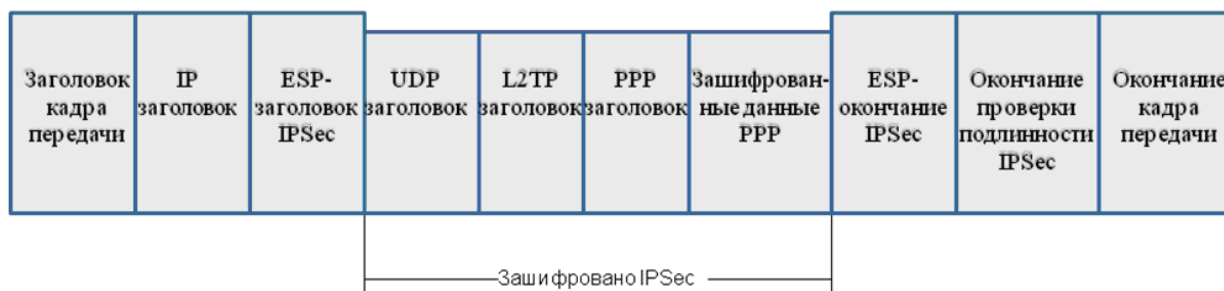 Заголовок
кадра
передачи
IP
заголовок
ESP-
заголовок
IPSec
UDP
заголовок
L2TP
заголовок
PPP
заголовок
Зашифрован-
ные данные
PPP
ESP-
окончание
IPSec
Окончание
проверки
подлинности
IPSec
Окончание
кадра
передачи
Зашифровано IPSec